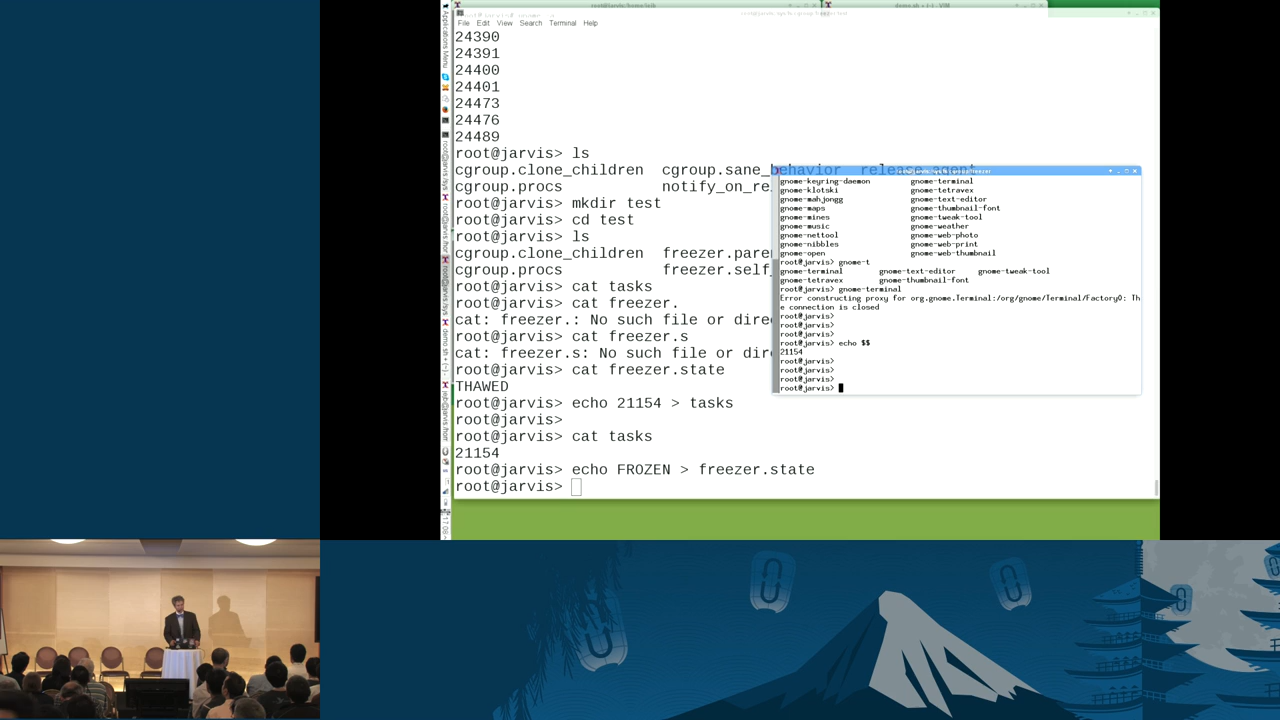 File Edit View Search Terminal Help
24390
24391
24400
24401
24473
24476
24489
root@jarvis> ls
cgroup.clone_children cgroup.sane_behavior release_agent
cgroup.procs notify_on_re
root@jarvis> mkdir test
root@jarvis> cd test
root@jarvis> ls
cgroup.clone_children freezer.pare
cgroup.procs freezer.self_
root@jarvis> cat tasks
root@jarvis> cat freezer.
cat: freezer.: No such file or dire
root@jarvis> cat freezer.s
cat: freezer.s: No such file or dir
root@jarvis> cat freezer.state
THAWED
root@jarvis> echo 21154 > tasks
root@jarvis>
root@jarvis> cat tasks
21154
root@jarvis> echo FROZEN > freezer.state
root@jarvis>
gnome-keyring-daemon gnome-terminal
gnome-klotski gnome-tetravex
gnome-mahjongg gnome-text-editor
gnome-maps gnome-thumbnail-font
gnome-mines gnome-tweak-tool
gnome-music gnome-weather
gnome-nettool gnome-web-photo
gnome-nibbles gnome-web-print
gnome-open gnome-web-thumbnail
root@jarvis> gnome-t
gnome-terminal gnome-text-editor gnome-tweak-tool
gnome-tetravex gnome-thumbnail-font
root@jarvis> gnome-terminal
Error constructing proxy for org.gnome.Terminal:/org/gnome/Terminal/Factory0: Th
e connection is closed
root@jarvis>
root@jarvis>
root@jarvis>
root@jarvis> echo $$
21154
root@jarvis>
root@jarvis>
root@jarvis>
root@jarvis>
Applications Menu